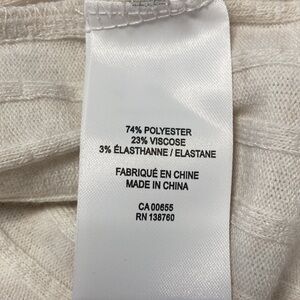 74% POLYESTER
23% VISCOSE
3% ÉLASTHANNE / ELASTANE
FABRIQUÉ EN CHINE
MADE IN CHINA
CA 00655
RN 138760